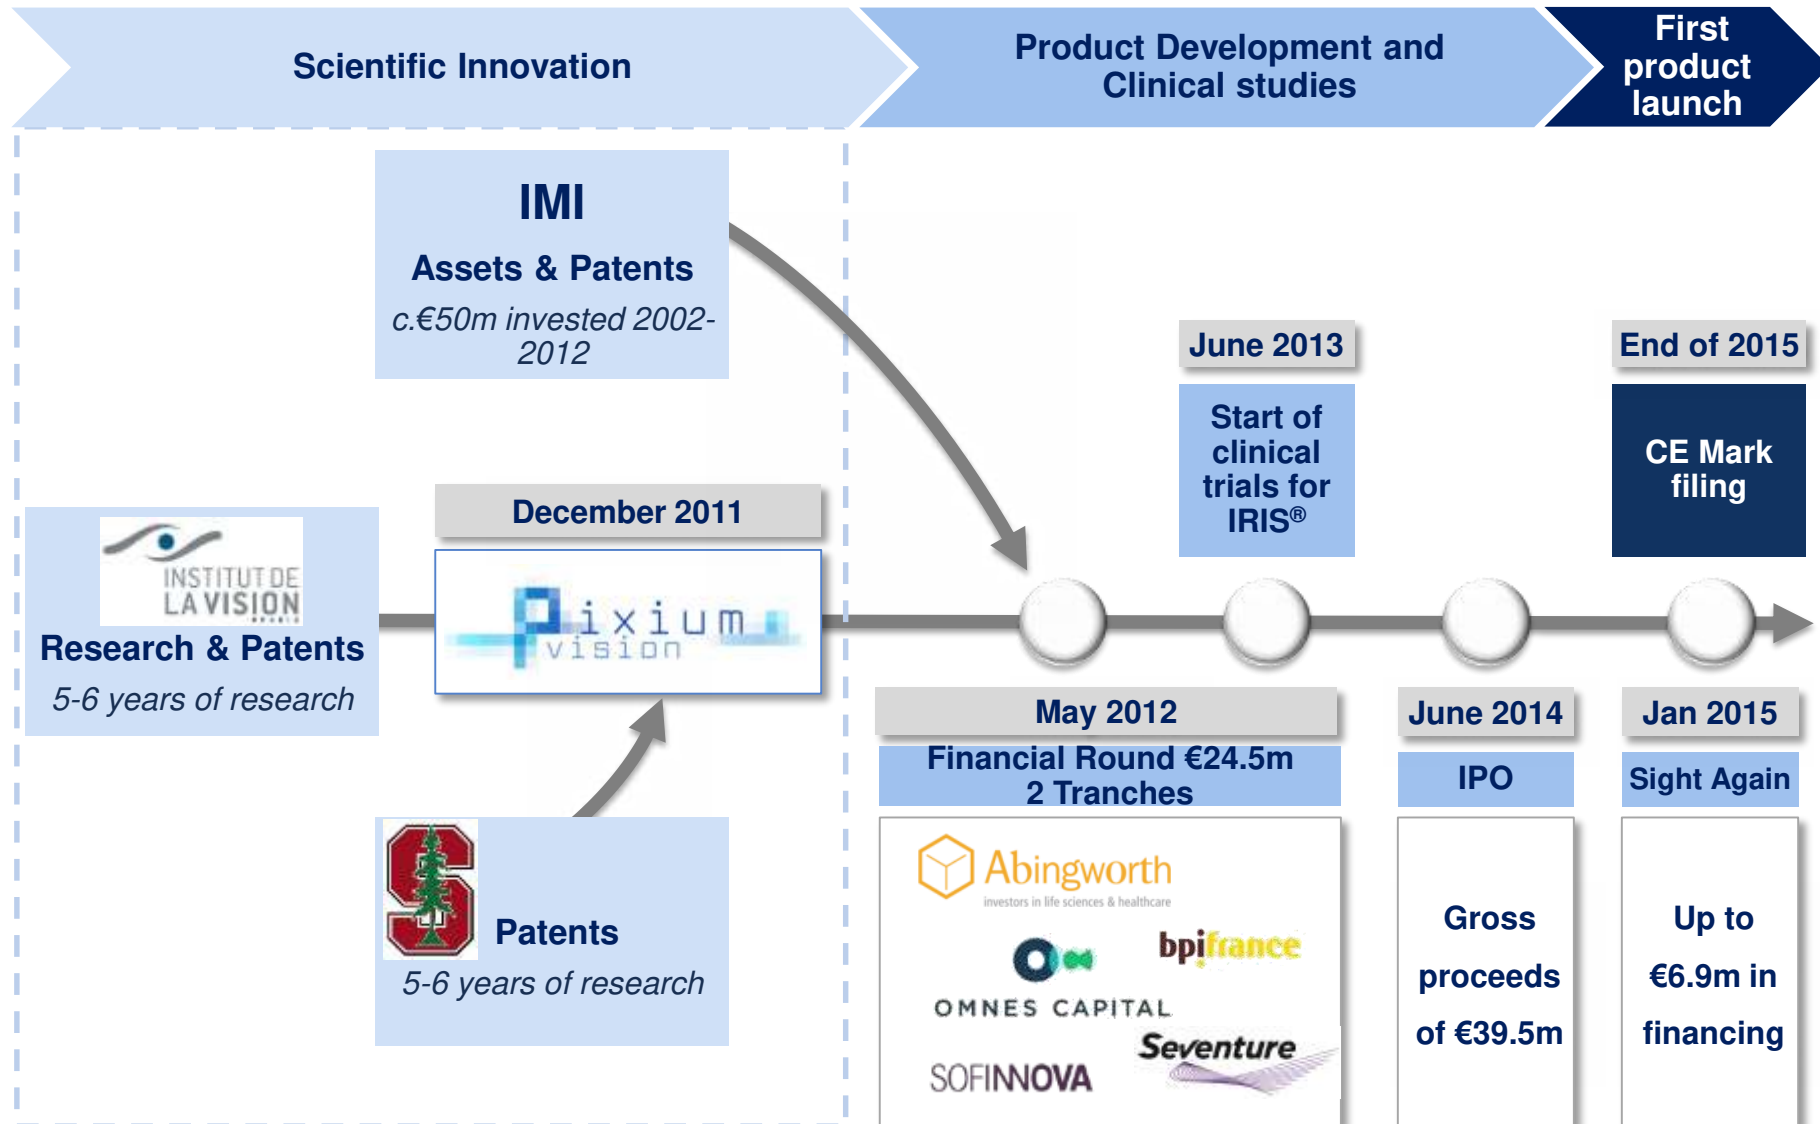 Scientific Innovation
Product Development and
Clinical studies
First
product
launch
IMI
Assets & Patents
c.€50m invested 2002-
2012
June 2013
Start of
clinical
trials for
IRIS®
End of 2015
CE Mark
filing
INSTITUT DE
LA VISION
Research & Patents
5-6 years of research
December 2011
pixium
vision
Patents
5-6 years of research
May 2012
Financial Round €24.5m
2 Tranches
Abingworth
investors in life sciences & healthcare
bpifrance
OMNES CAPITAL
Seventure
SOFINNOVA
June 2014
IPO
Gross
proceeds
of €39.5m
Jan 2015
Sight Again
Up to
€6.9m in
financing